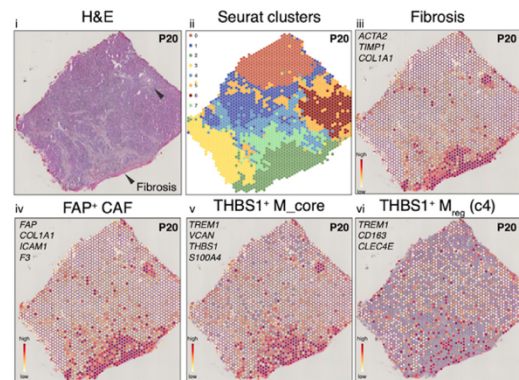 i
H&E
P20
Fibrosis
ii
Seurat clusters
P20
0
1
2
3
4
5
6
7
iii
Fibrosis
P20
ACTA2
TIMP1
COL1A1
high
low
iv
FAP⁺ CAF
P20
FAP
COL1A1
ICAM1
F3
high
low
v
THBS1⁺ M_core
P20
TREM1
VCAN
THBS1
S100A4
high
low
vi
THBS1⁺ Mreg (c4)
P20
TREM1
CD163
CLEC4E
high
low